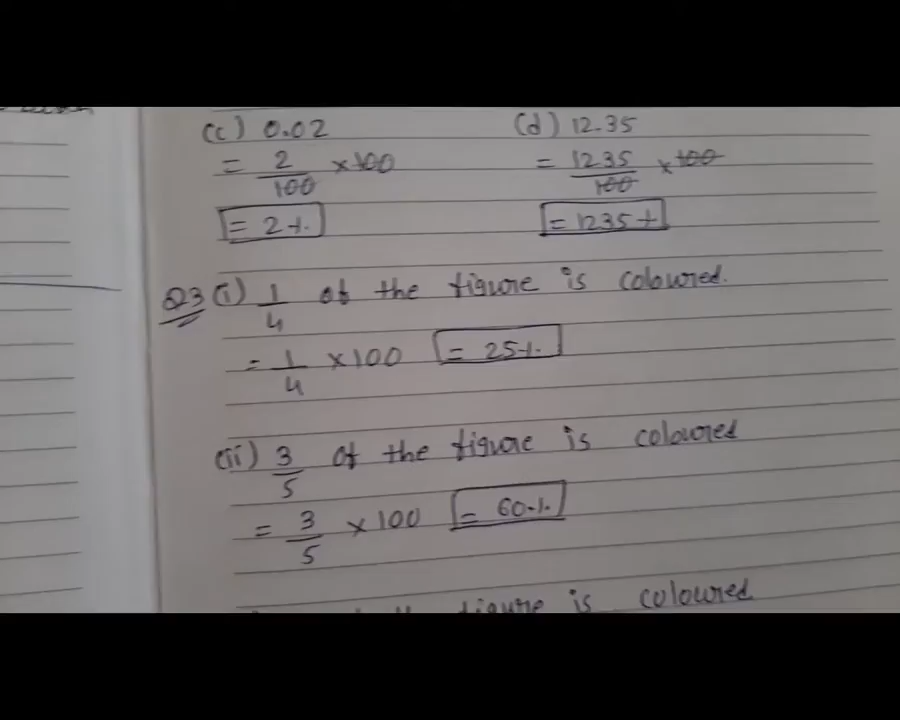 (c) 0.02 (d) 12.35
= 2/100 × 100 = 1235/100 × 100
= 2% = 1235%
Q3 (i) 1/4 of the figure is coloured.
= 1/4 × 100 = 25%
(ii) 3/5 of the figure is coloured
= 3/5 × 100 = 60%
figure is coloured